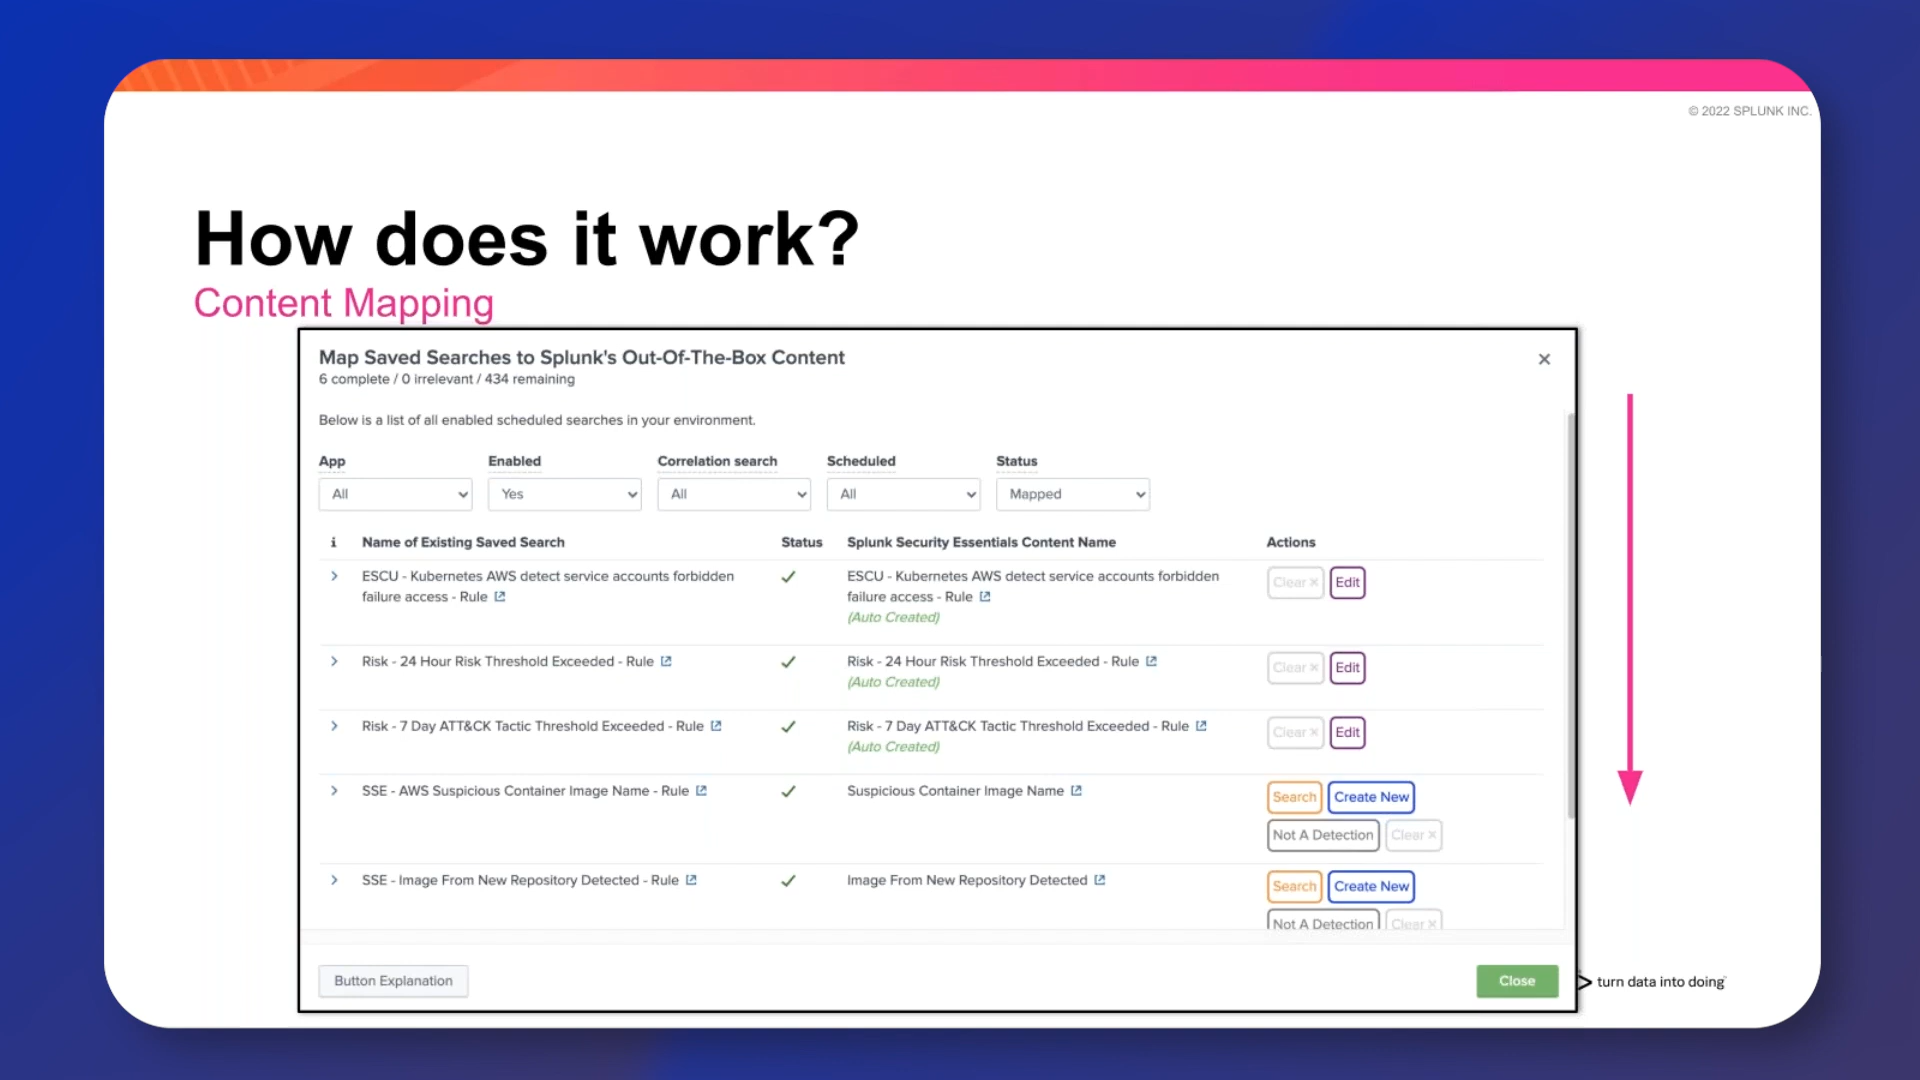 © 2022 SPLUNK INC.
How does it work?
Content Mapping
Map Saved Searches to Splunk's Out-Of-The-Box Content
6 complete / 0 irrelevant / 434 remaining
Below is a list of all enabled scheduled searches in your environment.
App Enabled Correlation search Scheduled Status
All Yes All All Mapped
i Name of Existing Saved Search Status Splunk Security Essentials Content Name Actions
ESCU - Kubernetes AWS detect service accounts forbidden ESCU - Kubernetes AWS detect service accounts forbidden Clear × Edit
failure access - Rule failure access - Rule
(Auto Created)
Risk - 24 Hour Risk Threshold Exceeded - Rule Risk - 24 Hour Risk Threshold Exceeded - Rule Clear × Edit
(Auto Created)
Risk - 7 Day ATT&CK Tactic Threshold Exceeded - Rule Risk - 7 Day ATT&CK Tactic Threshold Exceeded - Rule Clear × Edit
(Auto Created)
SSE - AWS Suspicious Container Image Name - Rule Suspicious Container Image Name Search Create New
Not A Detection Clear ×
SSE - Image From New Repository Detected - Rule Image From New Repository Detected Search Create New
Not A Detection Clear ×
Button Explanation Close
turn data into doing